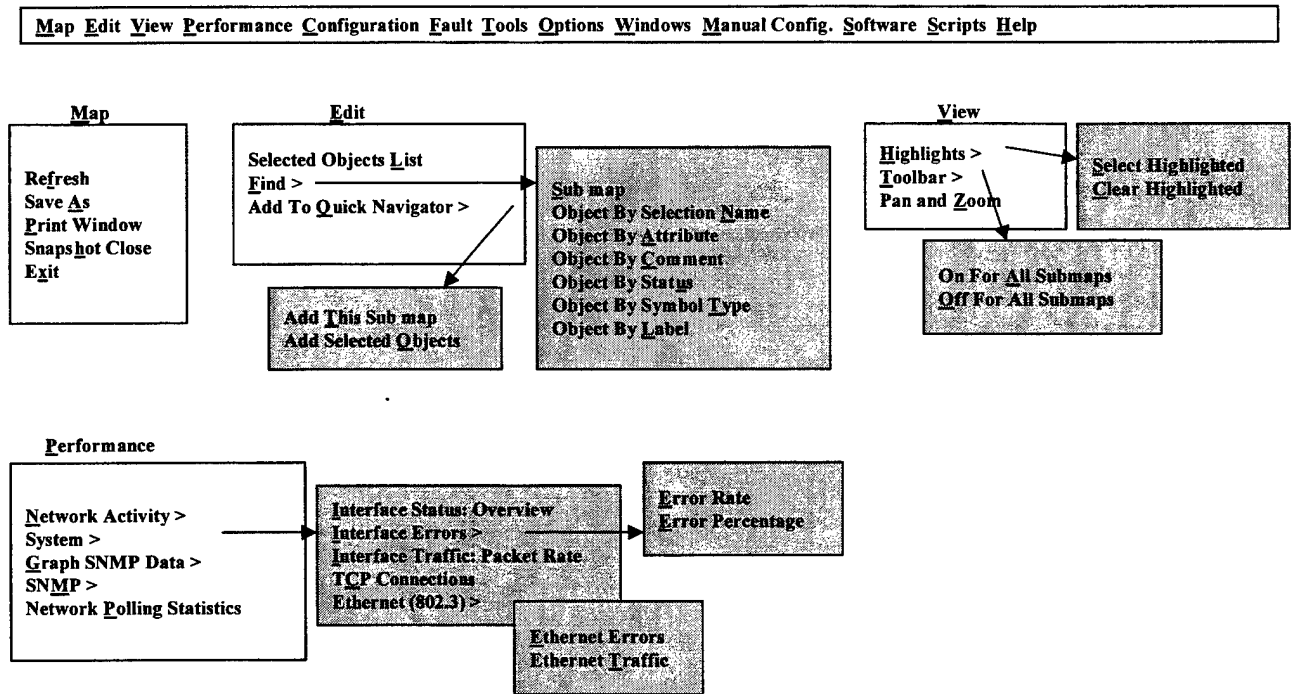 Map Edit View Performance Configuration Fault Tools Options Windows Manual Config. Software Scripts Help
Map
Refresh
Save As
Print Window
Snapshot Close
Exit
Edit
Selected Objects List
Find >
Add To Quick Navigator >
Sub map
Object By Selection Name
Object By Attribute
Object By Comment
Object By Status
Object By Symbol Type
Object By Label
Add This Sub map
Add Selected Objects
View
Highlights >
Toolbar >
Pan and Zoom
Select Highlighted
Clear Highlighted
On For All Submaps
Off For All Submaps
Performance
Network Activity >
System >
Graph SNMP Data >
SNMP >
Network Polling Statistics
Interface Status: Overview
Interface Errors >
Interface Traffic: Packet Rate
TCP Connections
Ethernet (802.3) >
Error Rate
Error Percentage
Ethernet Errors
Ethernet Traffic